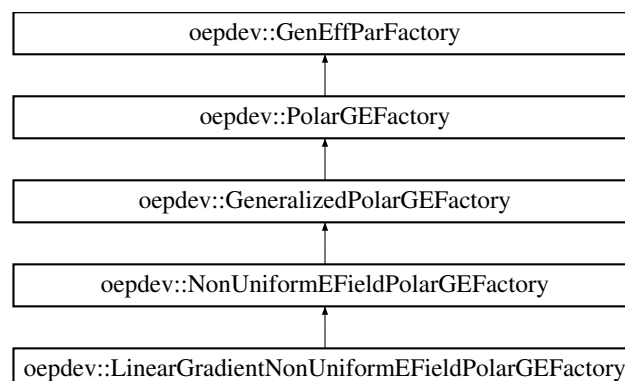 oepdev::GenEffParFactory
oepdev::PolarGEFactory
oepdev::GeneralizedPolarGEFactory
oepdev::NonUniformEFieldPolarGEFactory
oepdev::LinearGradientNonUniformEFieldPolarGEFactory